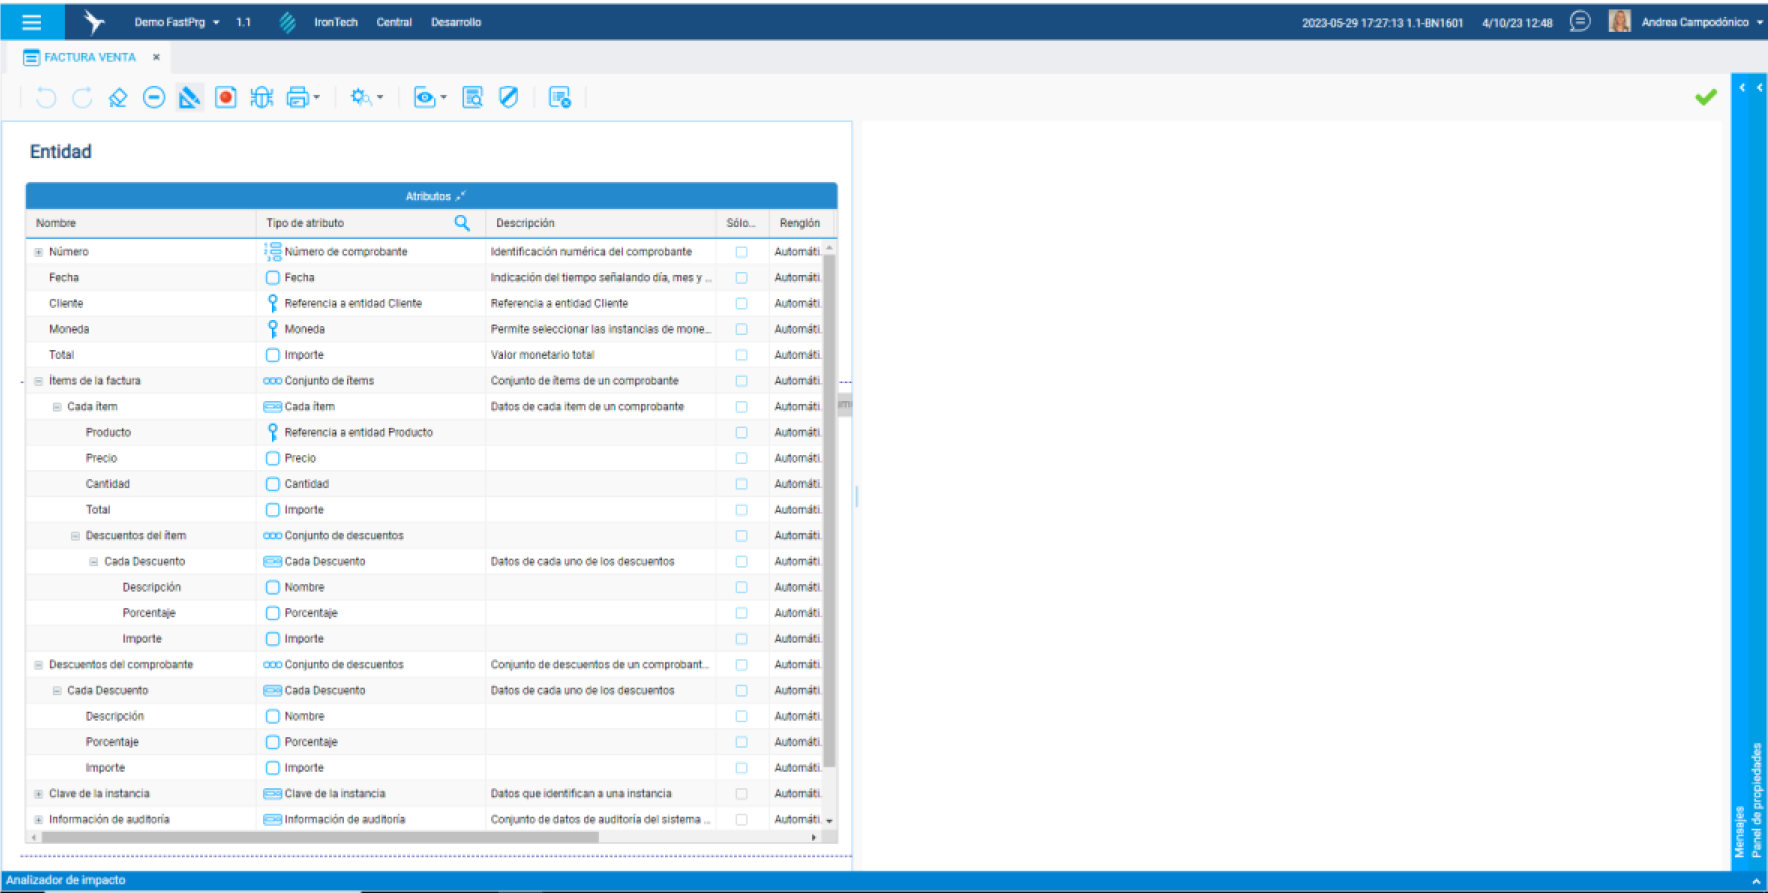 Demo FastPrg 1.1 IronTech Central Desarrollo 2023-05-29 17:27:13 1.1-BN1601 4/10/23 12:48 Andrea Campodónico
FACTURA VENTA ×
Entidad
Atributos
Nombre Tipo de atributo Descripción Sólo... Renglón
Número Número de comprobante Identificación numérica del comprobante Automáti.
Fecha Fecha Indicación del tiempo señalando día, mes y ... Automáti.
Cliente Referencia a entidad Cliente Referencia a entidad Cliente Automáti.
Moneda Moneda Permite seleccionar las instancias de mone... Automáti.
Total Importe Valor monetario total Automáti.
Ítems de la factura Conjunto de ítems Conjunto de ítems de un comprobante Automáti.
Cada ítem Cada ítem Datos de cada item de un comprobante Automáti.
Producto Referencia a entidad Producto Automáti.
Precio Precio Automáti.
Cantidad Cantidad Automáti.
Total Importe Automáti.
Descuentos del ítem Conjunto de descuentos Automáti.
Cada Descuento Cada Descuento Datos de cada uno de los descuentos Automáti.
Descripción Nombre Automáti.
Porcentaje Porcentaje Automáti.
Importe Importe Automáti.
Descuentos del comprobante Conjunto de descuentos Conjunto de descuentos de un comprobant... Automáti.
Cada Descuento Cada Descuento Datos de cada uno de los descuentos Automáti.
Descripción Nombre Automáti.
Porcentaje Porcentaje Automáti.
Importe Importe Automáti.
Clave de la instancia Clave de la instancia Datos que identifican a una instancia Automáti.
Información de auditoría Información de auditoría Conjunto de datos de auditoría del sistema ... Automáti.
Mensajes
Panel de propiedades
Analizador de impacto